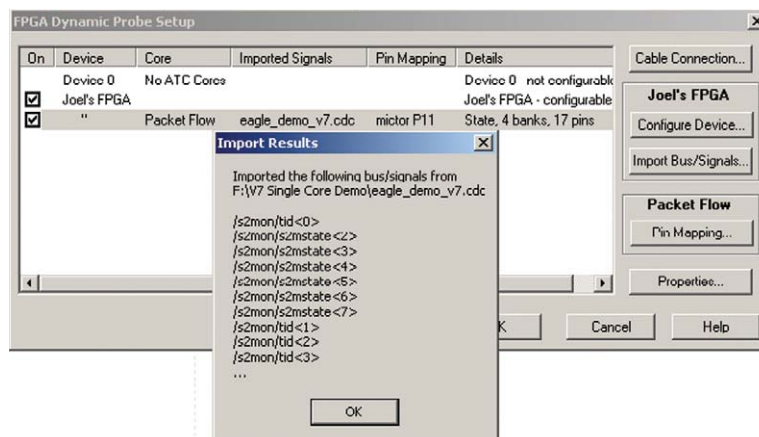 FPGA Dynamic Probe Setup
On Device Core Imported Signals Pin Mapping Details
Device 0 No ATC Cores Device 0 not configurable
Joel's FPGA Joel's FPGA - configurable
" Packet Flow eagle_demo_v7.cdc mictor P11 State, 4 banks, 17 pins
Cable Connection...
Joel's FPGA
Configure Device...
Import Bus/Signals...
Packet Flow
Pin Mapping...
Properties...
Cancel Help
Import Results
Imported the following bus/signals from
F:\V7 Single Core Demo\eagle_demo_v7.cdc
/s2mon/tid<0>
/s2mon/s2mstate<2>
/s2mon/s2mstate<3>
/s2mon/s2mstate<4>
/s2mon/s2mstate<5>
/s2mon/s2mstate<6>
/s2mon/s2mstate<7>
/s2mon/tid<1>
/s2mon/tid<2>
/s2mon/tid<3>
...
OK